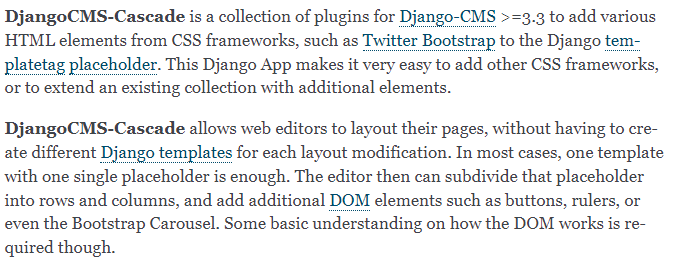 DjangoCMS-Cascade is a collection of plugins for Django-CMS >=3.3 to add various
HTML elements from CSS frameworks, such as Twitter Bootstrap to the Django tem-
platetag placeholder. This Django App makes it very easy to add other CSS frameworks,
or to extend an existing collection with additional elements.
DjangoCMS-Cascade allows web editors to layout their pages, without having to cre-
ate different Django templates for each layout modification. In most cases, one template
with one single placeholder is enough. The editor then can subdivide that placeholder
into rows and columns, and add additional DOM elements such as buttons, rulers, or
even the Bootstrap Carousel. Some basic understanding on how the DOM works is re-
quired though.